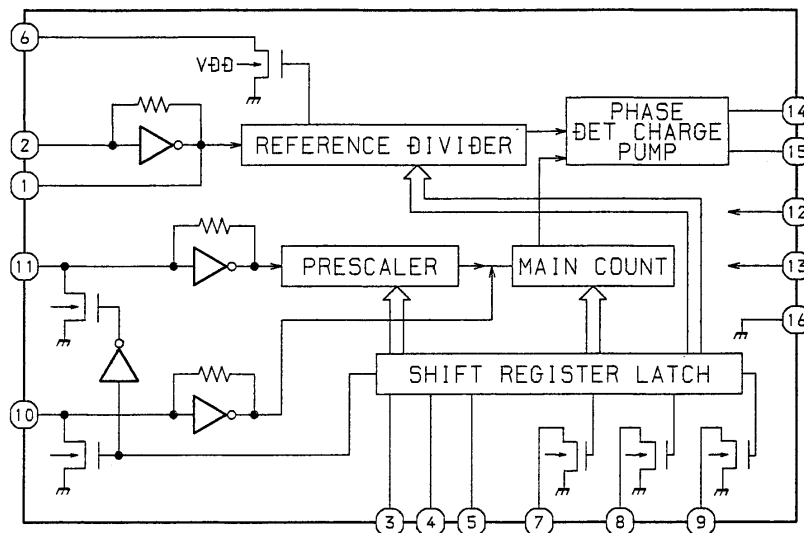 6
VDD
PHASE
DET CHARGE
PUMP
14
2
REFERENCE DIVIDER
15
1
12
11
PRESCALER
MAIN COUNT
13
16
SHIFT REGISTER LATCH
10
3
4
5
7
8
9